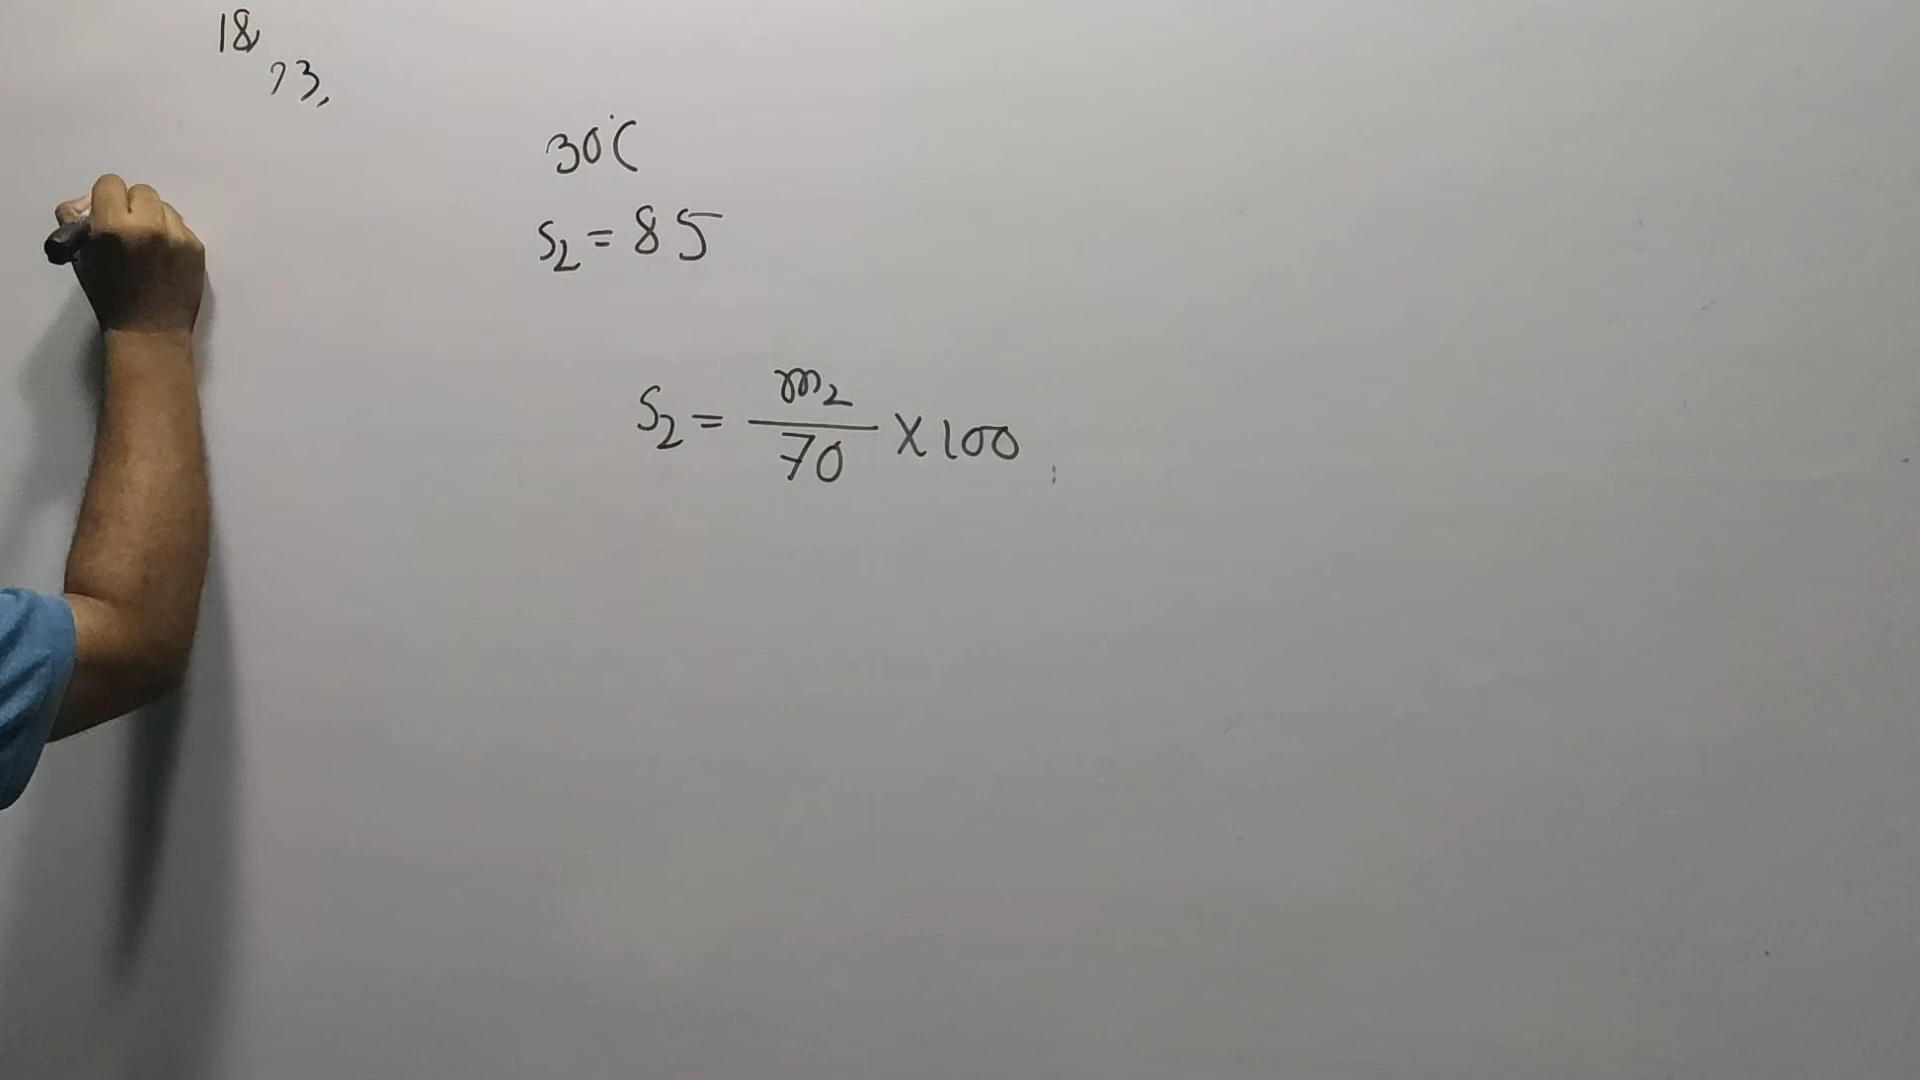 18
73,
30°C
S₂ = 85
S₂ = m₂/70 × 100